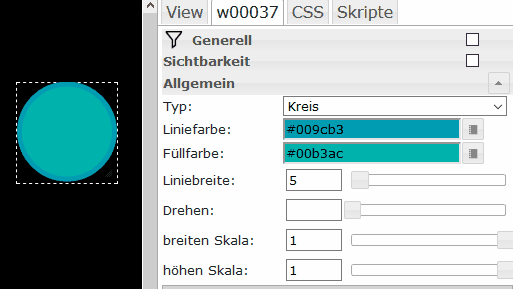 View w00037 CSS Skripte
Generell
Sichtbarkeit
Allgemein
Typ: Kreis
Liniefarbe: #009cb3
Füllfarbe: #00b3ac
Liniebreite: 5
Drehen:
breiten Skala: 1
höhen Skala: 1